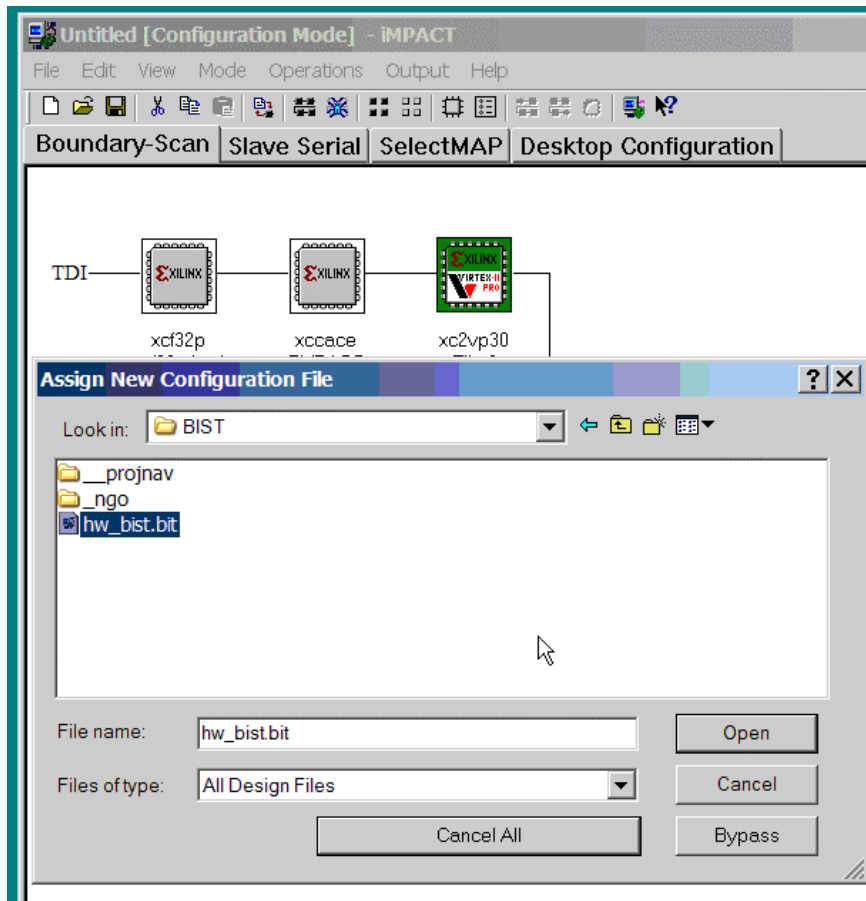 Untitled [Configuration Mode] - iMPACT
File Edit View Mode Operations Output Help
Boundary-Scan Slave Serial SelectMAP Desktop Configuration
TDI
XILINX XILINX XILINX
VIRTEX-II
PRO
xcf32p xccace xc2vp30
Assign New Configuration File
Look in: BIST
__projnav
_ngo
hw_bist.bit
File name: hw_bist.bit Open
Files of type: All Design Files Cancel
Cancel All Bypass